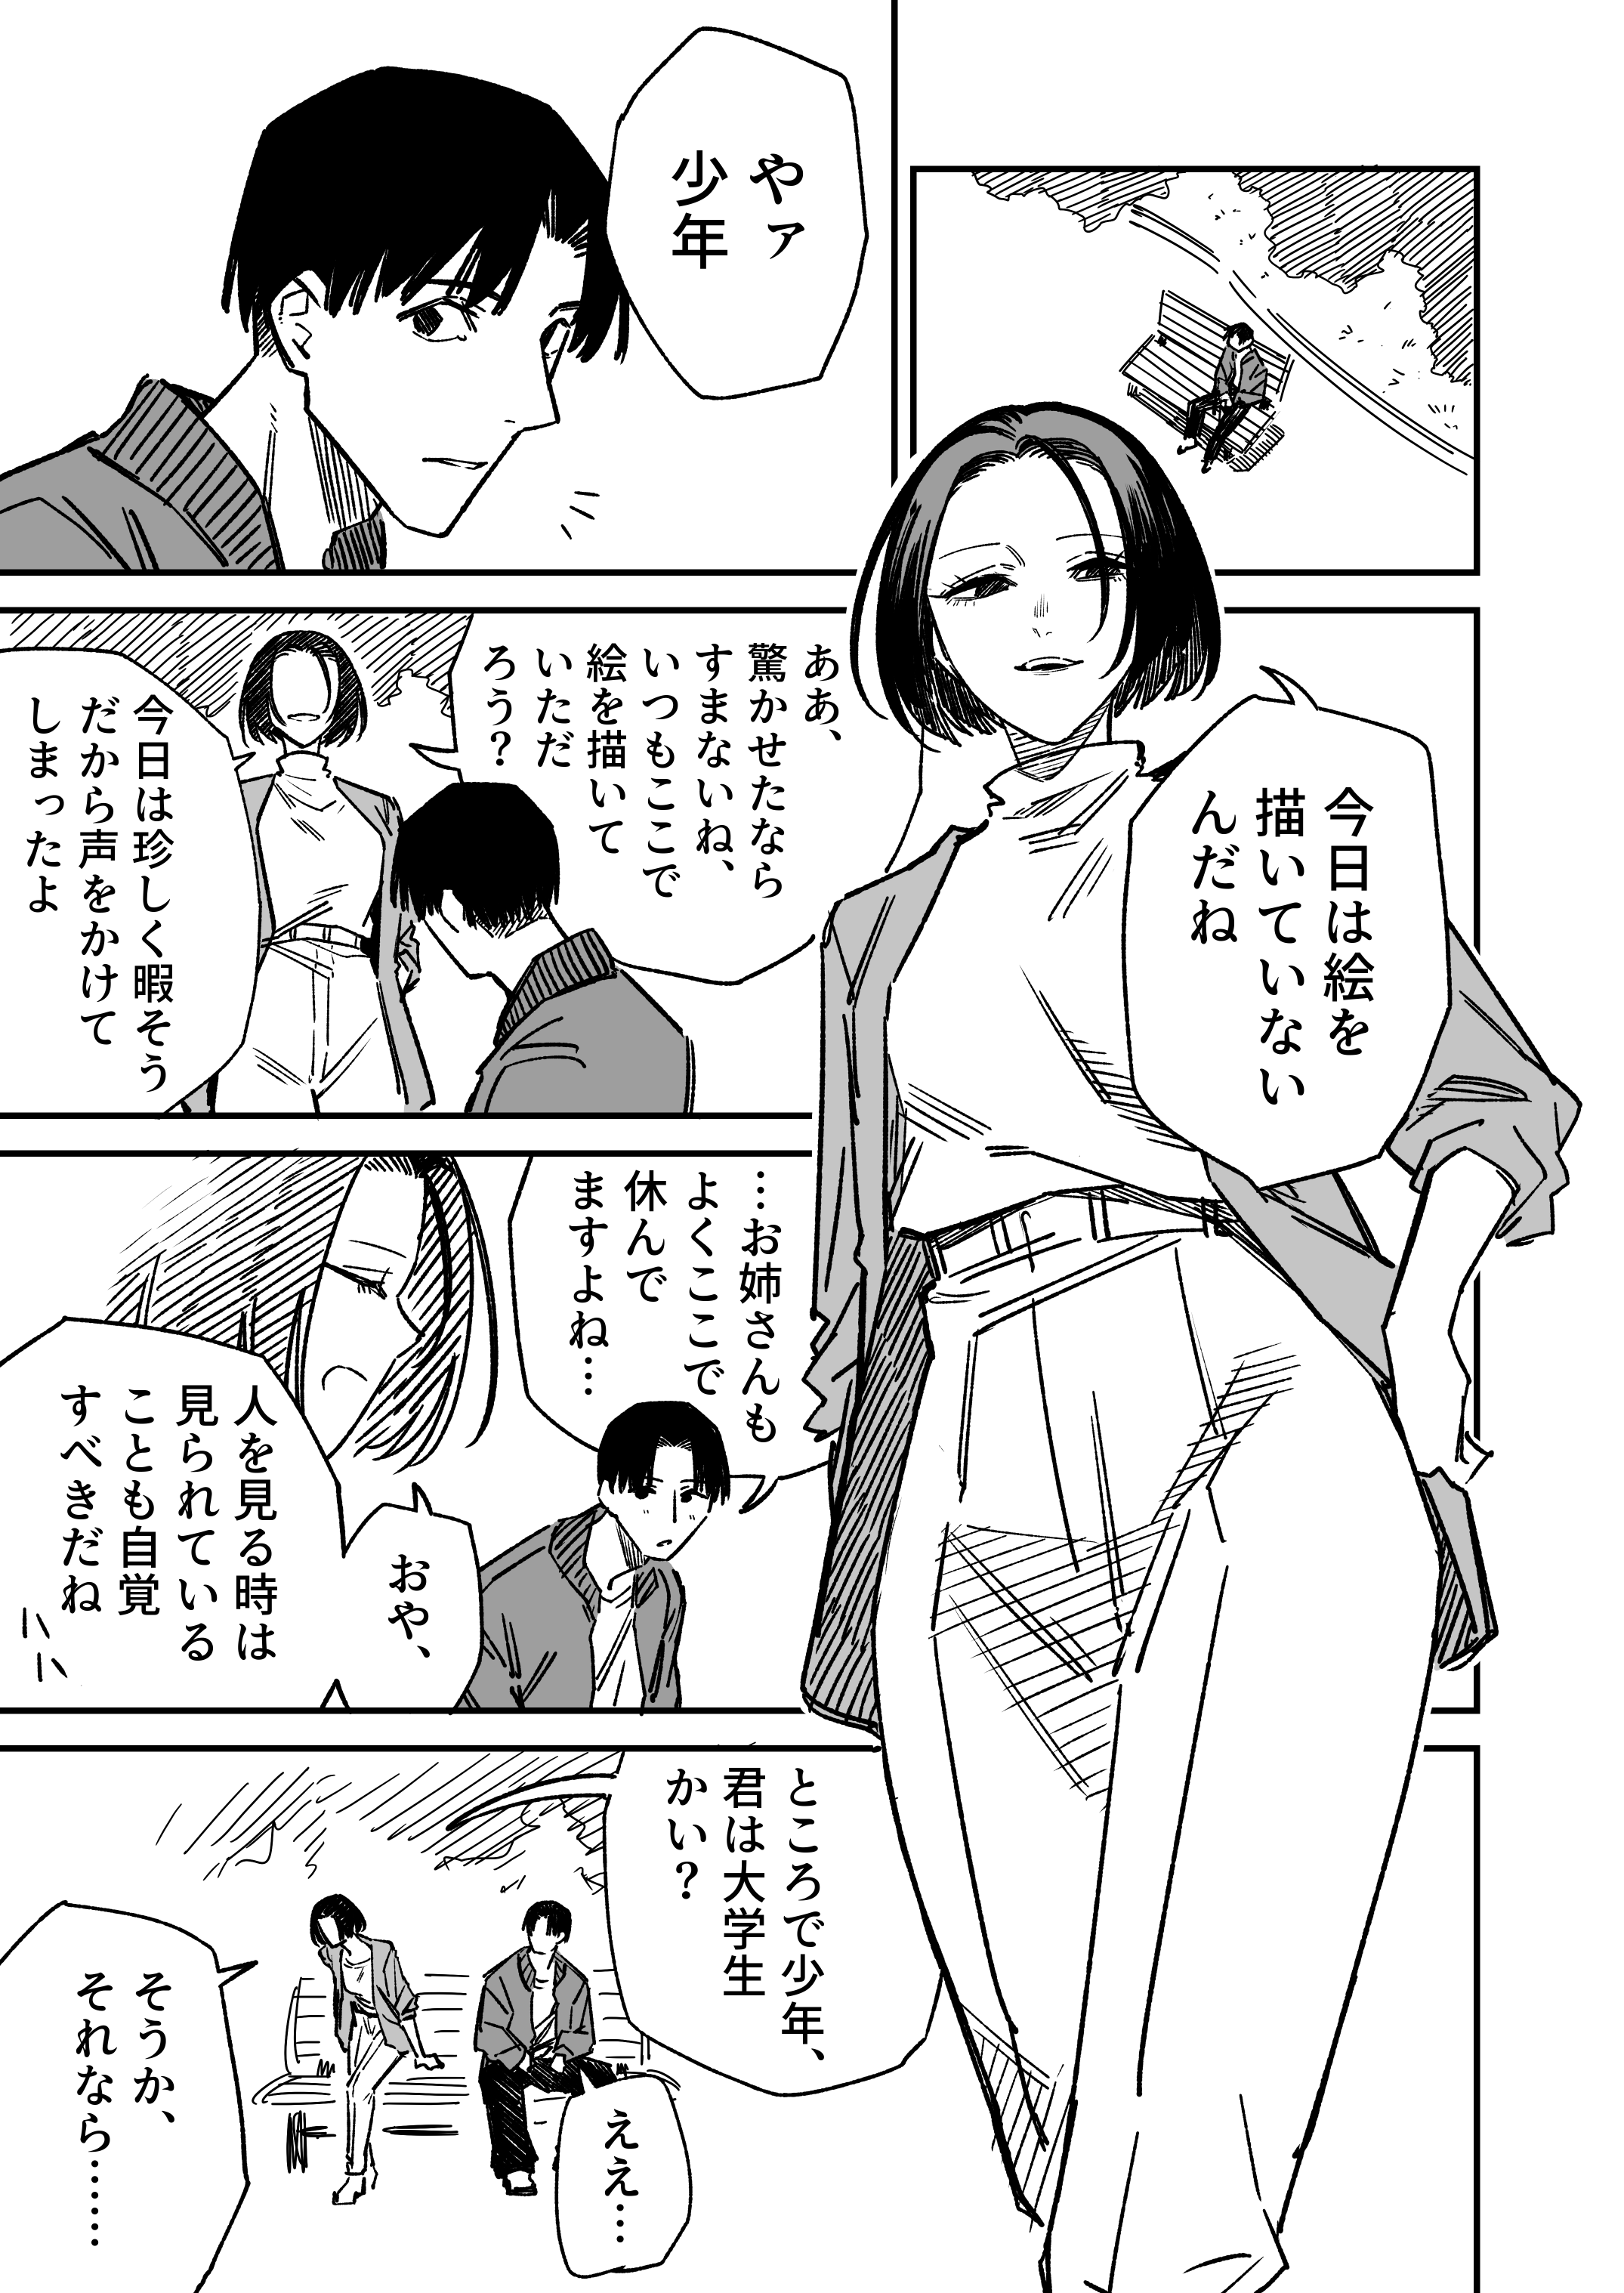 やァ
少年
今日は絵を
描いていない
んだね
ああ、
驚かせたなら
すまないね、
いつもここで
絵を描いて
いただ
ろう？
今日は珍しく暇そう
だから声をかけて
しまったよ
…お姉さんも
よくここで
休んで
ますよね…
おや、
人を見る時は
見られている
ことも自覚
すべきだね
ところで少年、
君は大学生
かい？
ええ…
そうか、
それなら……